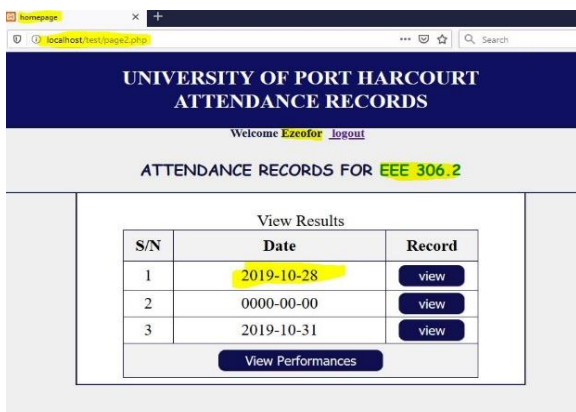 homepage
localhost/test/page2.php
Search
UNIVERSITY OF PORT HARCOURT
ATTENDANCE RECORDS
Welcome Ezeofor logout
ATTENDANCE RECORDS FOR EEE 306.2
View Results
S/N Date Record
1 2019-10-28 view
2 0000-00-00 view
3 2019-10-31 view
View Performances